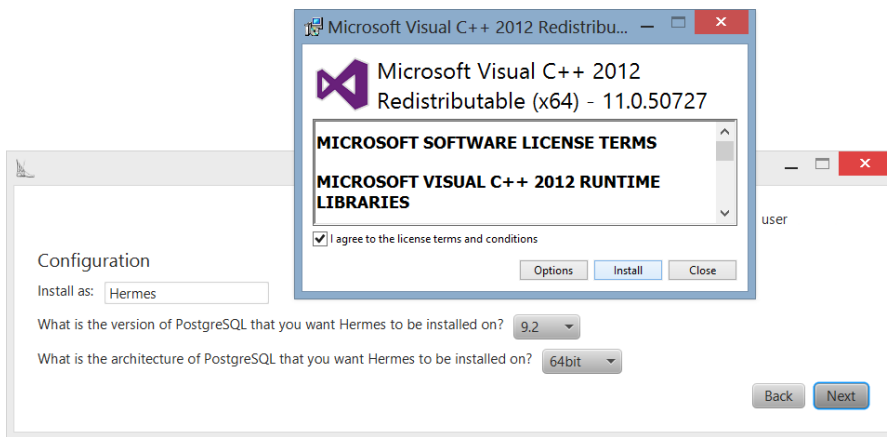 Microsoft Visual C++ 2012 Redistribu...
Microsoft Visual C++ 2012
Redistributable (x64) - 11.0.50727
MICROSOFT SOFTWARE LICENSE TERMS
MICROSOFT VISUAL C++ 2012 RUNTIME
LIBRARIES
I agree to the license terms and conditions
Options Install Close
user
Configuration
Install as: Hermes
What is the version of PostgreSQL that you want Hermes to be installed on? 9.2
What is the architecture of PostgreSQL that you want Hermes to be installed on? 64bit
Back Next